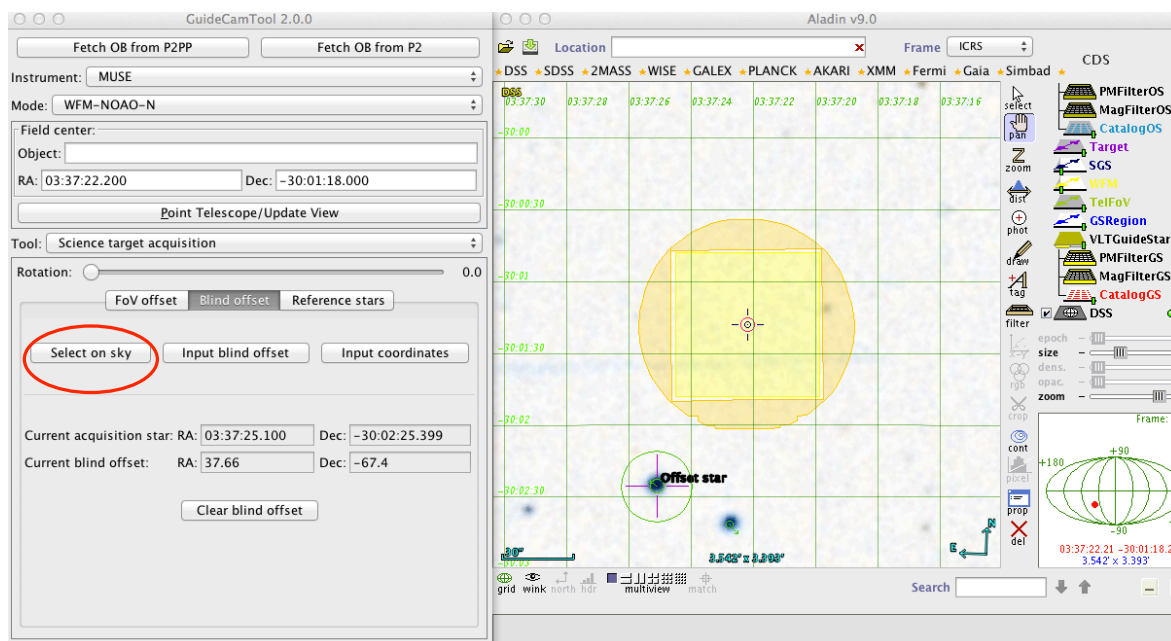 GuideCamTool 2.0.0
Fetch OB from P2PP
Fetch OB from P2
Instrument: MUSE
Mode: WFM-NOAO-N
Field center:
Object:
RA: 03:37:22.200 Dec: -30:01:18.000
Point Telescope/Update View
Tool: Science target acquisition
Rotation: 0.0
FoV offset Blind offset Reference stars
Select on sky Input blind offset Input coordinates
Current acquisition star: RA: 03:37:25.100 Dec: -30:02:25.399
Current blind offset: RA: 37.66 Dec: -67.4
Clear blind offset
Aladin v9.0
Location Frame ICRS
DSS SDSS 2MASS WISE GALEX PLANCK AKARI XMM Fermi Gaia Simbad
DSS
03:37:30 03:37:28 03:37:26 03:37:24 03:37:22 03:37:20 03:37:18 03:37:16
-30:00
-30:00:30
-30:01
-30:01:30
-30:02
-30:02:30
Offset star
30"
3.542' x 3.393'
N
E
select
pan
zoom
dist
phot
draw
tag
filter
x-y
rgb
crop
cont
pixel
prop
del
CDS
PMFilterOS
MagFilterOS
CatalogOS
Target
SGS
WFM
TelFoV
GSRegion
VLTGuideStar
PMFilterGS
MagFilterGS
CatalogGS
DSS
epoch
size
dens.
opac.
zoom
Frame:
+90
+180
-90
03:37:22.21 -30:01:18.2
3.542' x 3.393'
grid wink north hdr multiview match
Search